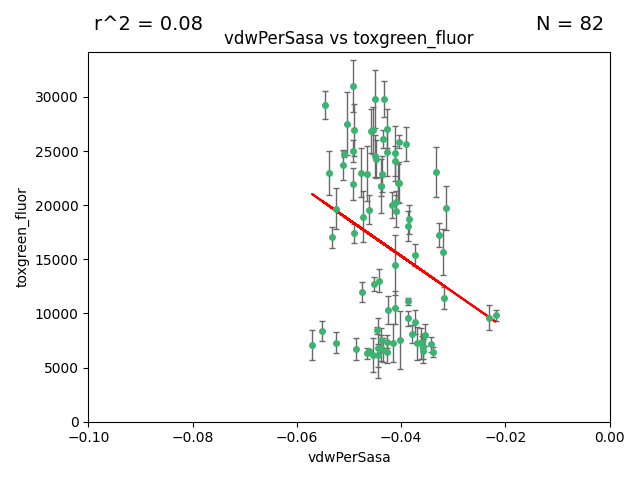 r^2 = 0.08
N = 82
vdwPerSasa vs toxgreen_fluor
toxgreen_fluor
30000
25000
20000
15000
10000
5000
0
−0.10
−0.08
−0.06
−0.04
−0.02
0.00
vdwPerSasa